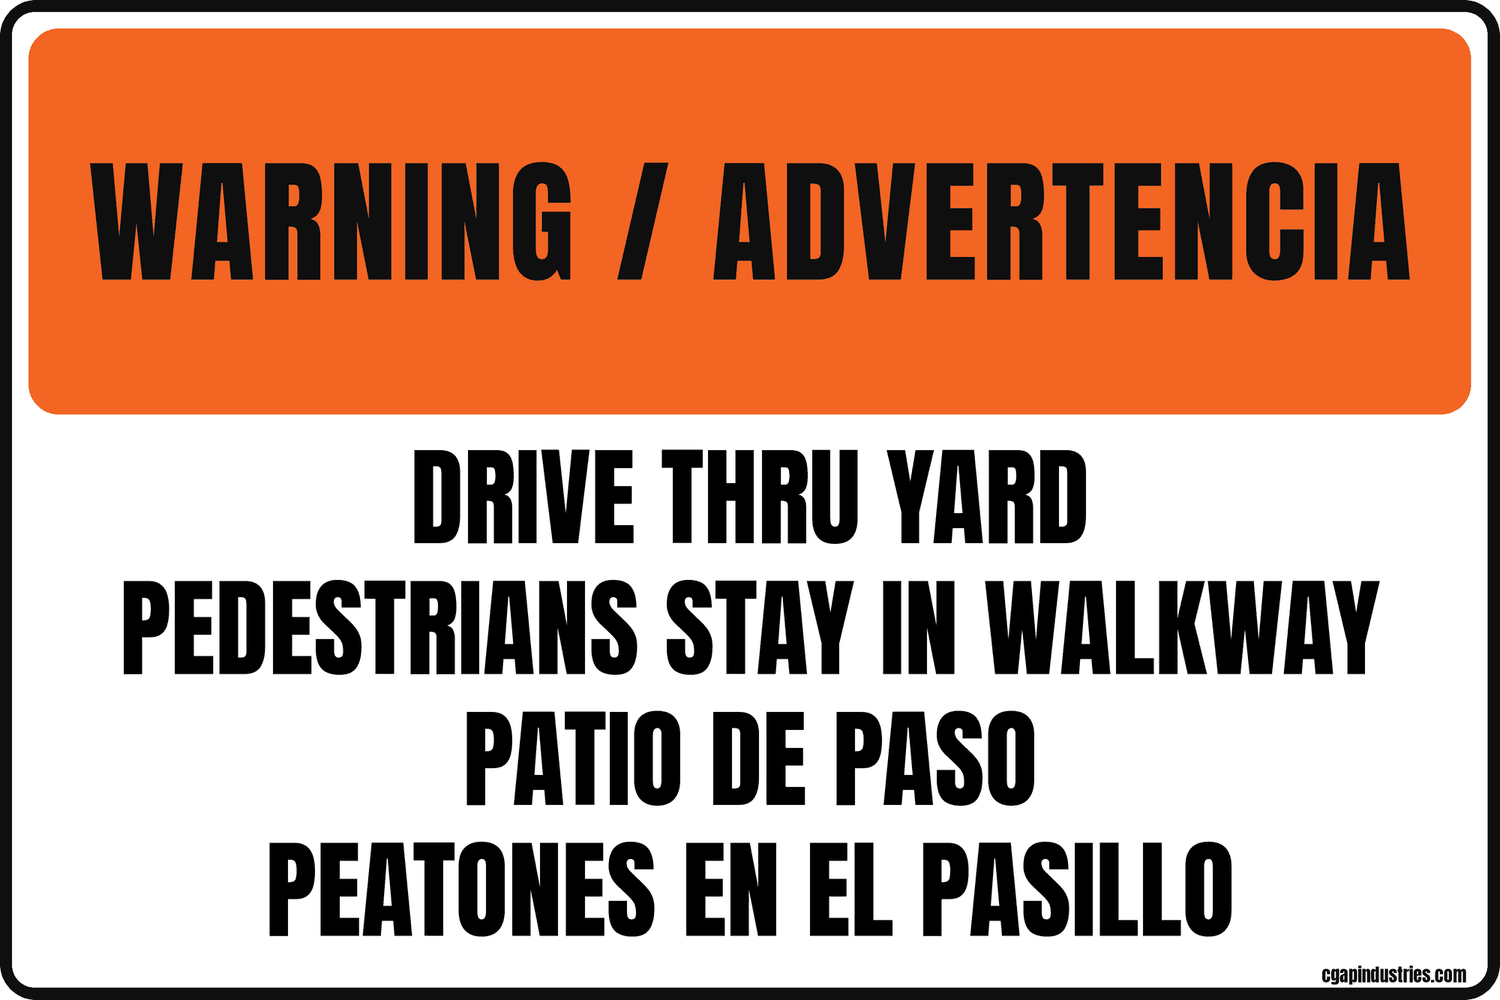 WARNING / ADVERTENCIA
DRIVE THRU YARD
PEDESTRIANS STAY IN WALKWAY
PATIO DE PASO
PEATONES EN EL PASILLO
cgapindustries.com